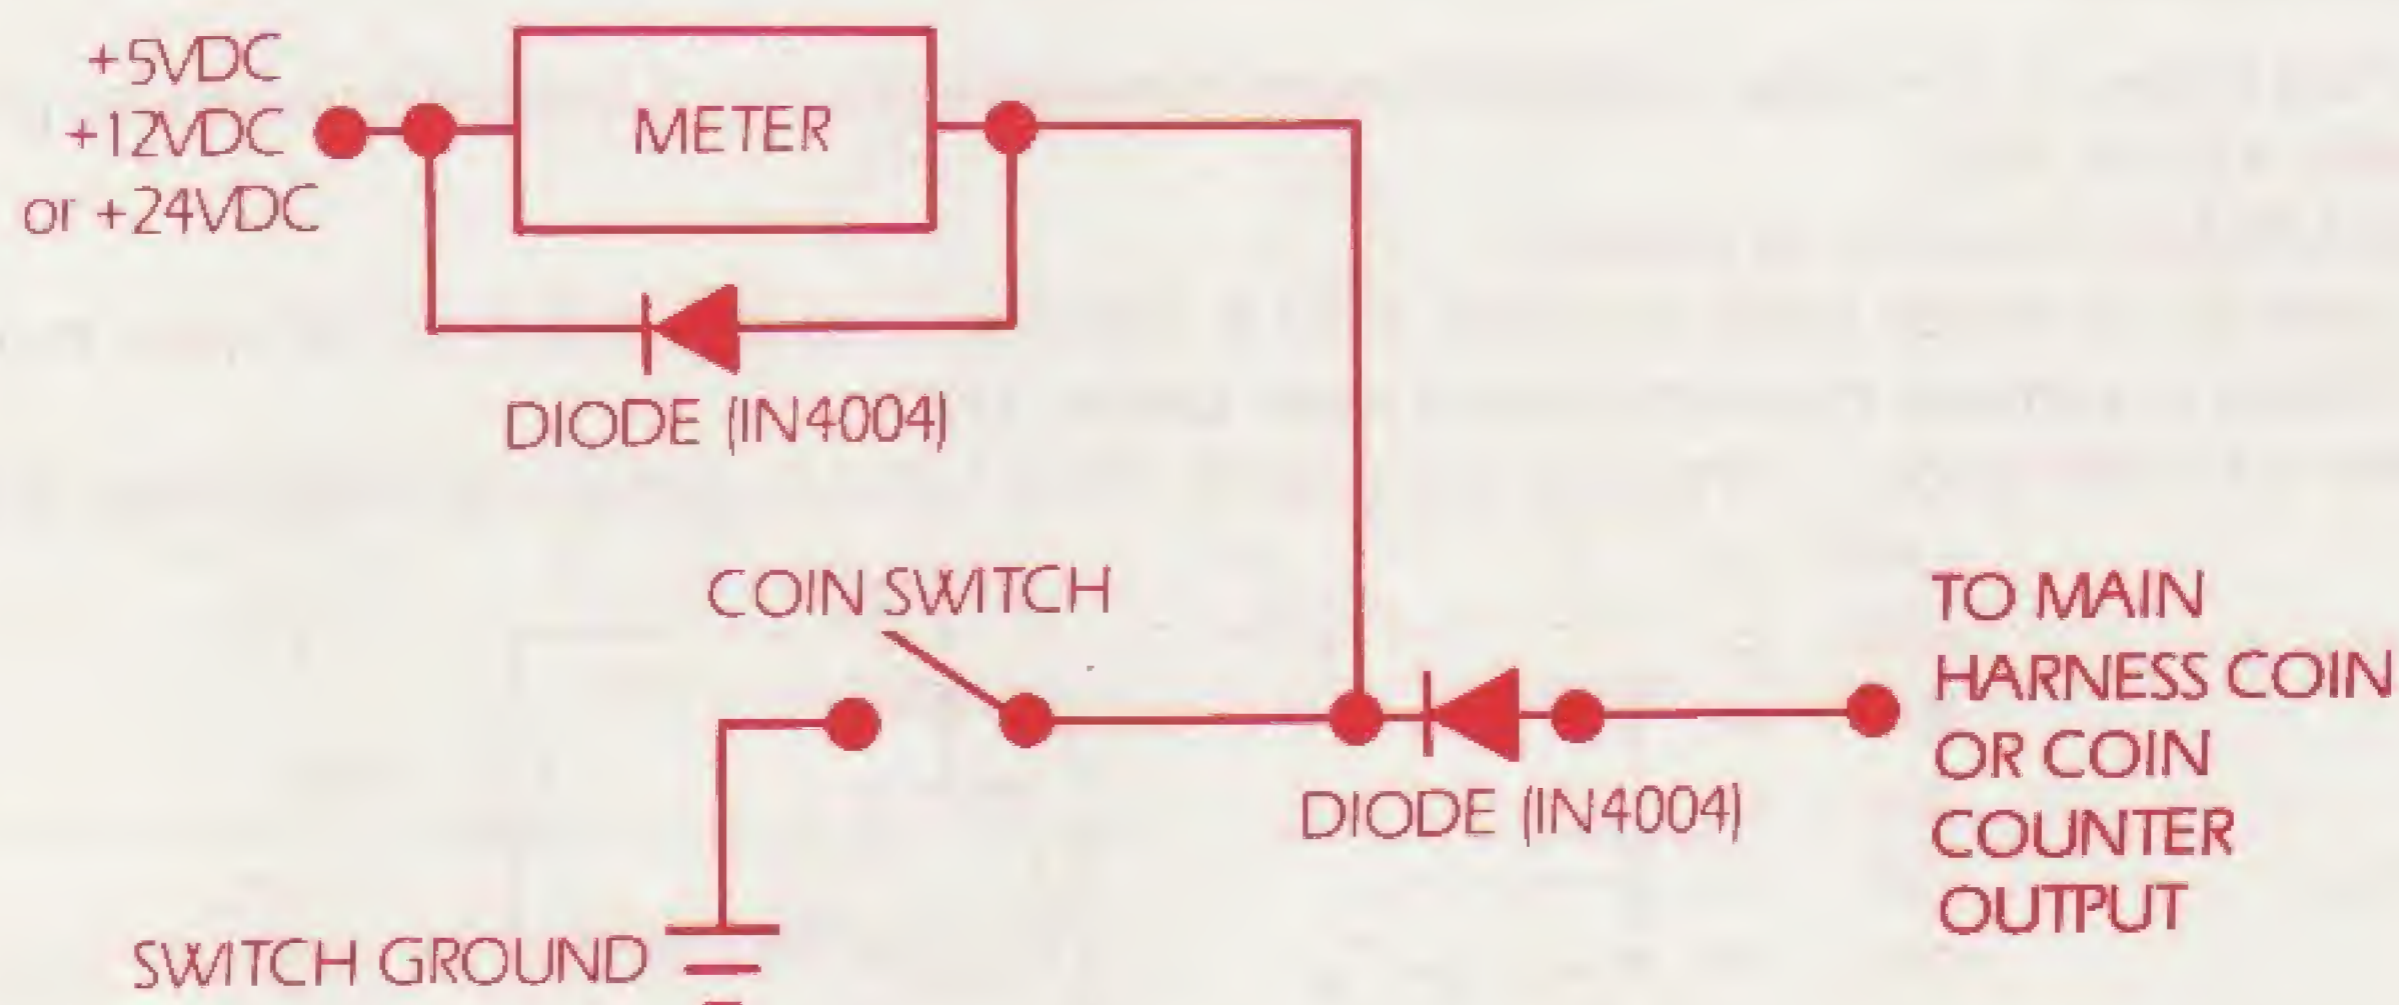 +5VDC
+12VDC
or +24VDC
METER
DIODE (IN4004)
COIN SWITCH
TO MAIN
HARNESS COIN
OR COIN
COUNTER
OUTPUT
DIODE (IN4004)
SWITCH GROUND